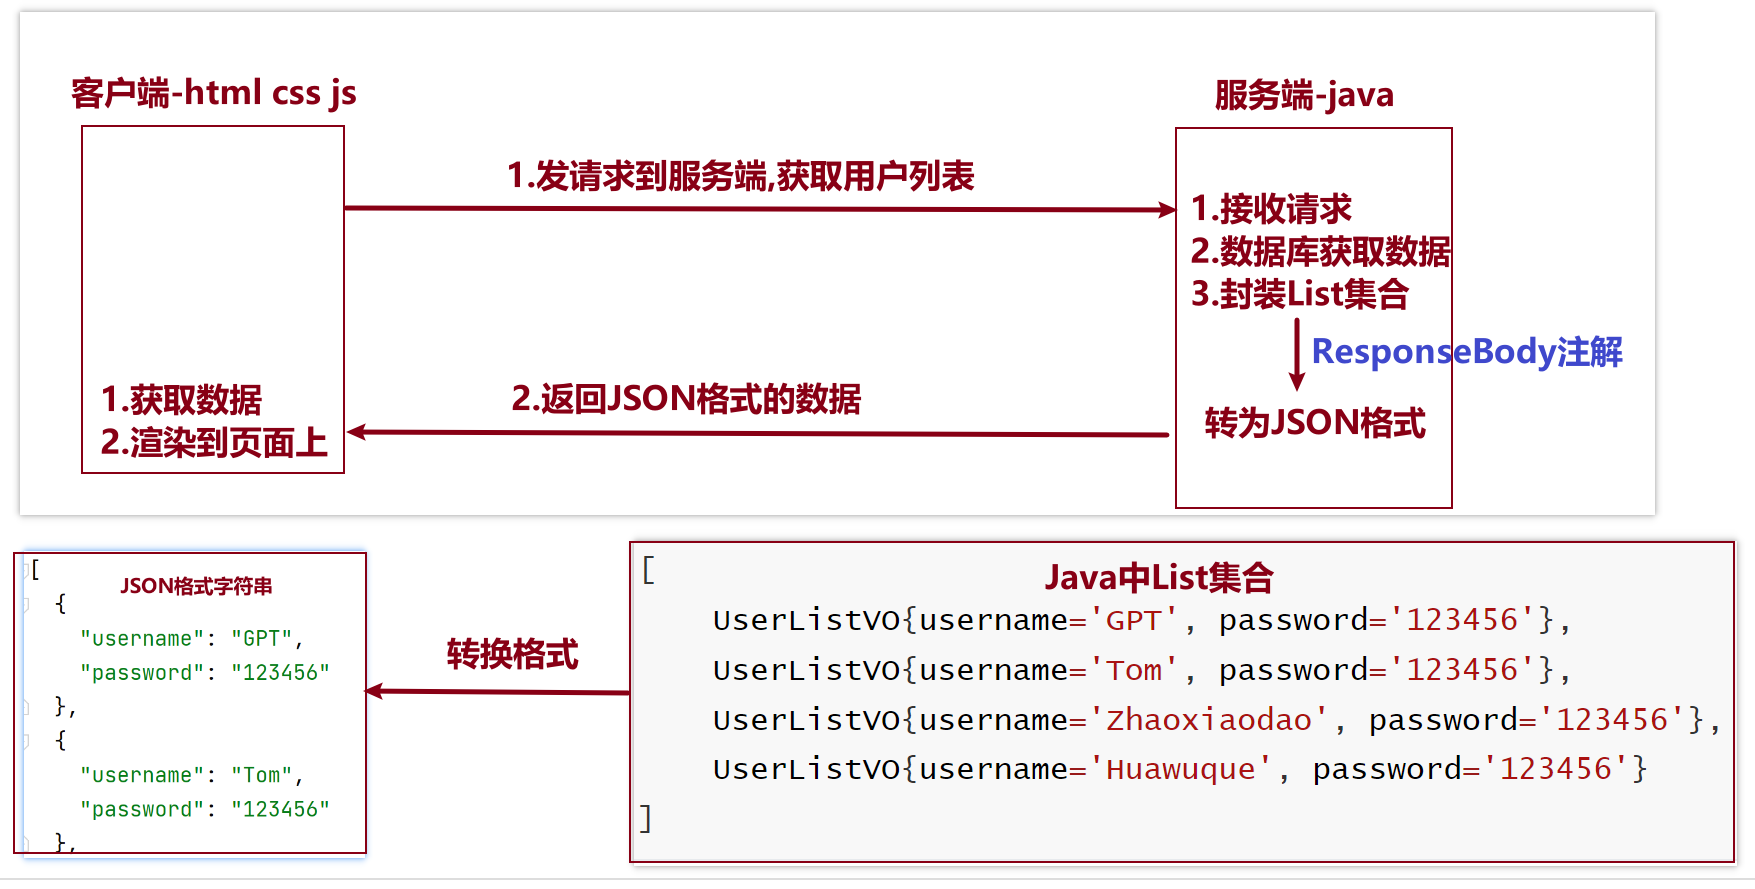 客户端-html css js
服务端-java
1.发请求到服务端,获取用户列表
1.接收请求
2.数据库获取数据
3.封装List集合
ResponseBody注解
转为JSON格式
2.返回JSON格式的数据
1.获取数据
2.渲染到页面上
[
JSON格式字符串
{
"username": "GPT",
"password": "123456"
},
{
"username": "Tom",
"password": "123456"
},
转换格式
[
Java中List集合
UserListVO{username='GPT', password='123456'},
UserListVO{username='Tom', password='123456'},
UserListVO{username='Zhaoxiaodao', password='123456'},
UserListVO{username='Huawuque', password='123456'}
]